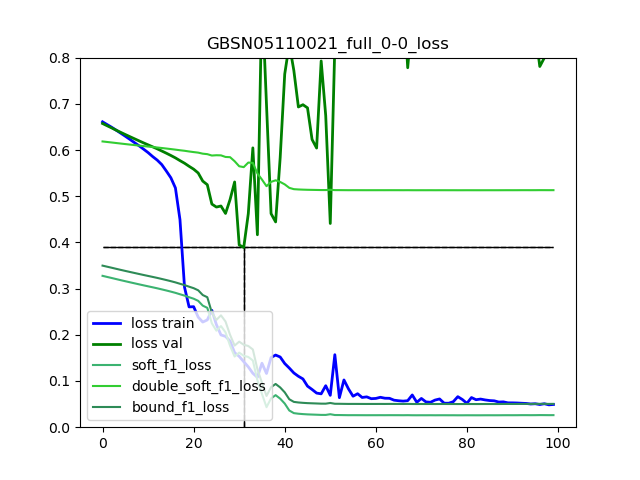 GBSN05110021_full_0-0_loss
0.8
0.7
0.6
0.5
0.4
0.3
0.2
0.1
0.0
loss train
loss val
soft_f1_loss
double_soft_f1_loss
bound_f1_loss
0 20 40 60 80 100